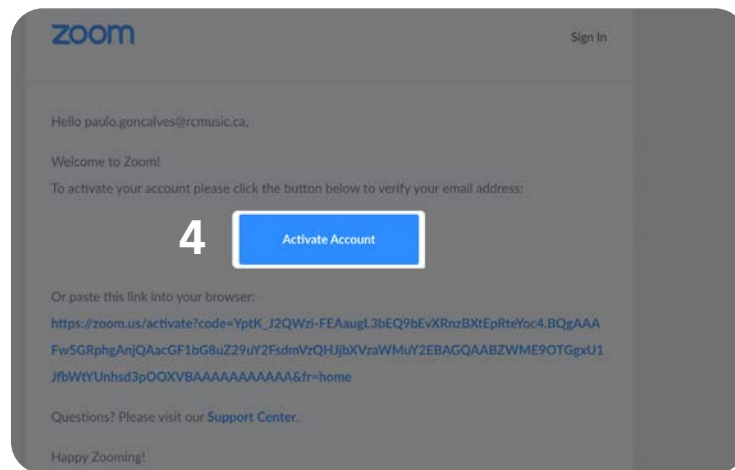 zoom
Sign In
Hello paulo.goncalves@rcmusic.ca,
Welcome to Zoom!
To activate your account please click the button below to verify your email address:
4
Activate Account
Or paste this link into your browser:
https://zoom.us/activate?code=YptK_J2QWzi-FEAaugL3bEQ9bEvXRnzBXtEpRteYoc4.BQgAAA
Fw5GRphgAnjQAacGF1bG8uZ29uY2FsdmVzQHJjbXVzaWMuY2EBAGQAABZWME9OTGgxU1
JfbWtYUnhsd3pOOXVBAAAAAAAAAAA&fr=home
Questions? Please visit our Support Center.
Happy Zooming!